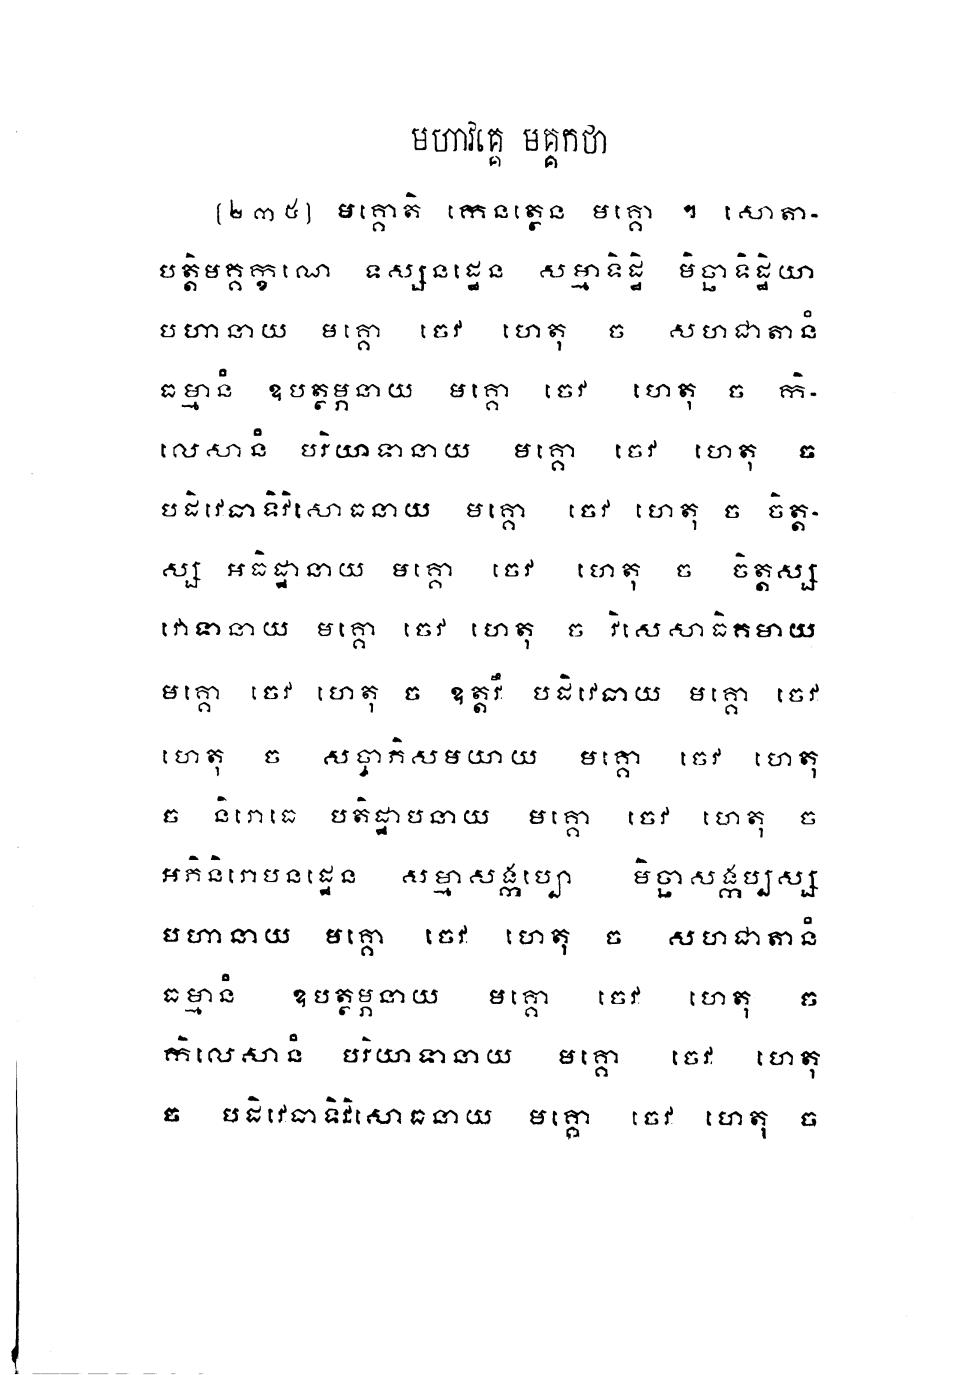 មហាវគ្គេ មគ្គកថា
(២៣៥) មគ្គោតិ កេនត្ថេន មគ្គោ ។ សោតា-
បត្តិមគ្គក្ខណេ ទស្សនដ្ឋេន សម្មាទិដ្ឋិ មិច្ឆាទិដ្ឋិយា
បហានាយ មគ្គោ ចេវ ហេតុ ច សហជាតានំ
ធម្មានំ ឧបត្ថម្ភនាយ មគ្គោ ចេវ ហេតុ ច កិ-
លេសានំ បរិយាទានាយ មគ្គោ ចេវ ហេតុ ច
បដិវេធាទិវិសោធនាយ មគ្គោ ចេវ ហេតុ ច ចិត្ត-
ស្ស អធិដ្ឋានាយ មគ្គោ ចេវ ហេតុ ច ចិត្តស្ស
វោទានាយ មគ្គោ ចេវ ហេតុ ច វិសេសាធិគមាយ
មគ្គោ ចេវ ហេតុ ច ឧត្តរឹ បដិវេធាយ មគ្គោ ចេវ
ហេតុ ច សច្ចាភិសមយាយ មគ្គោ ចេវ ហេតុ
ច និរោធេ បតិដ្ឋាបនាយ មគ្គោ ចេវ ហេតុ ច
អភិនិរោបនដ្ឋេន សម្មាសង្កប្បោ មិច្ឆាសង្កប្បស្ស
បហានាយ មគ្គោ ចេវ ហេតុ ច សហជាតានំ
ធម្មានំ ឧបត្ថម្ភនាយ មគ្គោ ចេវ ហេតុ ច
កិលេសានំ បរិយាទានាយ មគ្គោ ចេវ ហេតុ
ច បដិវេធាទិវិសោធនាយ មគ្គោ ចេវ ហេតុ ច